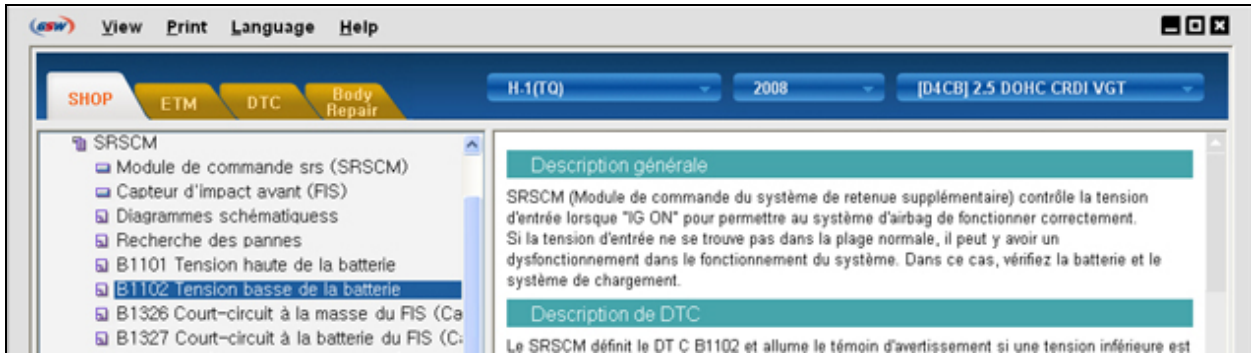 GSW View Print Language Help
SHOP ETM DTC Body Repair H-1(TQ) 2008 [D4CB] 2.5 DOHC CRDI VGT
SRSCM
Module de commande srs (SRSCM)
Capteur d'impact avant (FIS)
Diagrammes schématiquess
Recherche des pannes
B1101 Tension haute de la batterie
B1102 Tension basse de la batterie
B1326 Court-circuit à la masse du FIS (Ca
B1327 Court-circuit à la batterie du FIS (Ca
Description générale
SRSCM (Module de commande du système de retenue supplémentaire) contrôle la tension
d'entrée lorsque "IG ON" pour permettre au système d'airbag de fonctionner correctement.
Si la tension d'entrée ne se trouve pas dans la plage normale, il peut y avoir un
dysfonctionnement dans le fonctionnement du système. Dans ce cas, vérifiez la batterie et le
système de chargement.
Description de DTC
Le SRSCM définit le DT C B1102 et allume le témoin d'avertissement si une tension inférieure est